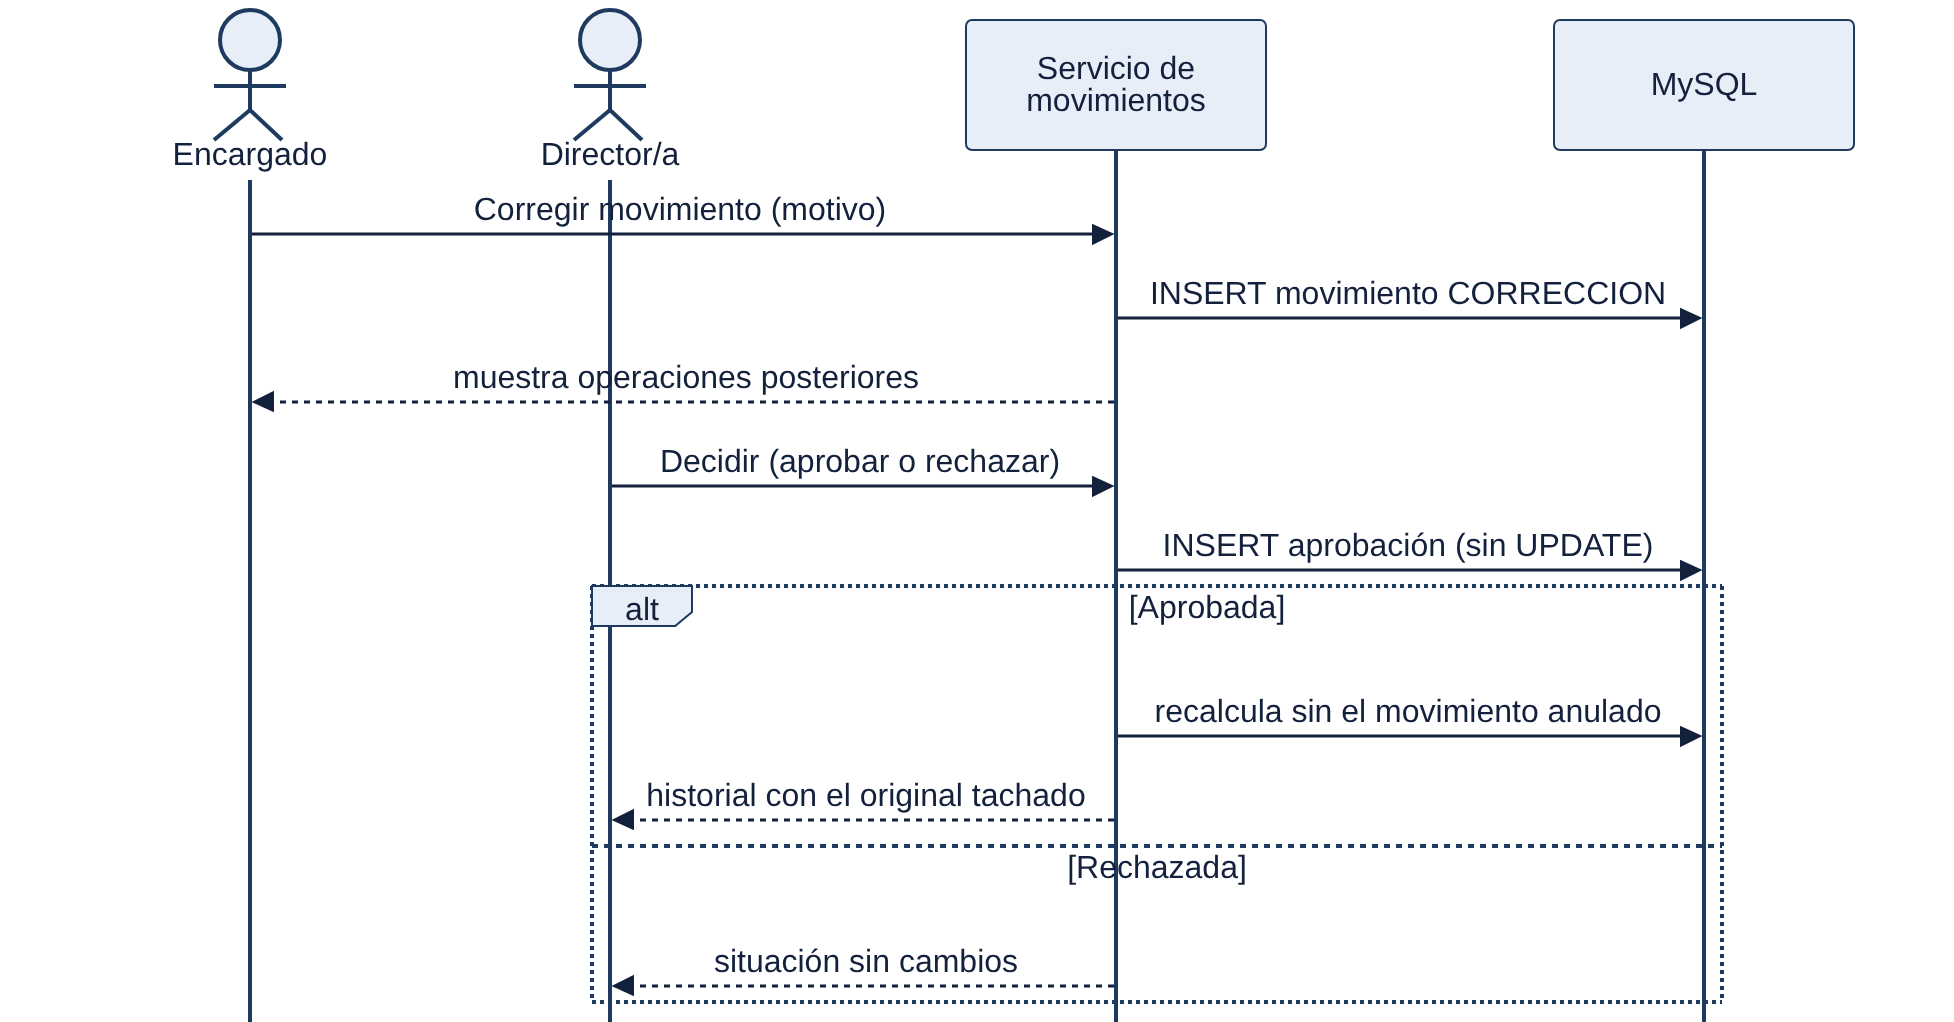 Encargado
Director/a
Servicio de
movimientos
MySQL
Corregir movimiento (motivo)
INSERT movimiento CORRECCION
muestra operaciones posteriores
Decidir (aprobar o rechazar)
INSERT aprobación (sin UPDATE)
alt
[Aprobada]
recalcula sin el movimiento anulado
historial con el original tachado
[Rechazada]
situación sin cambios